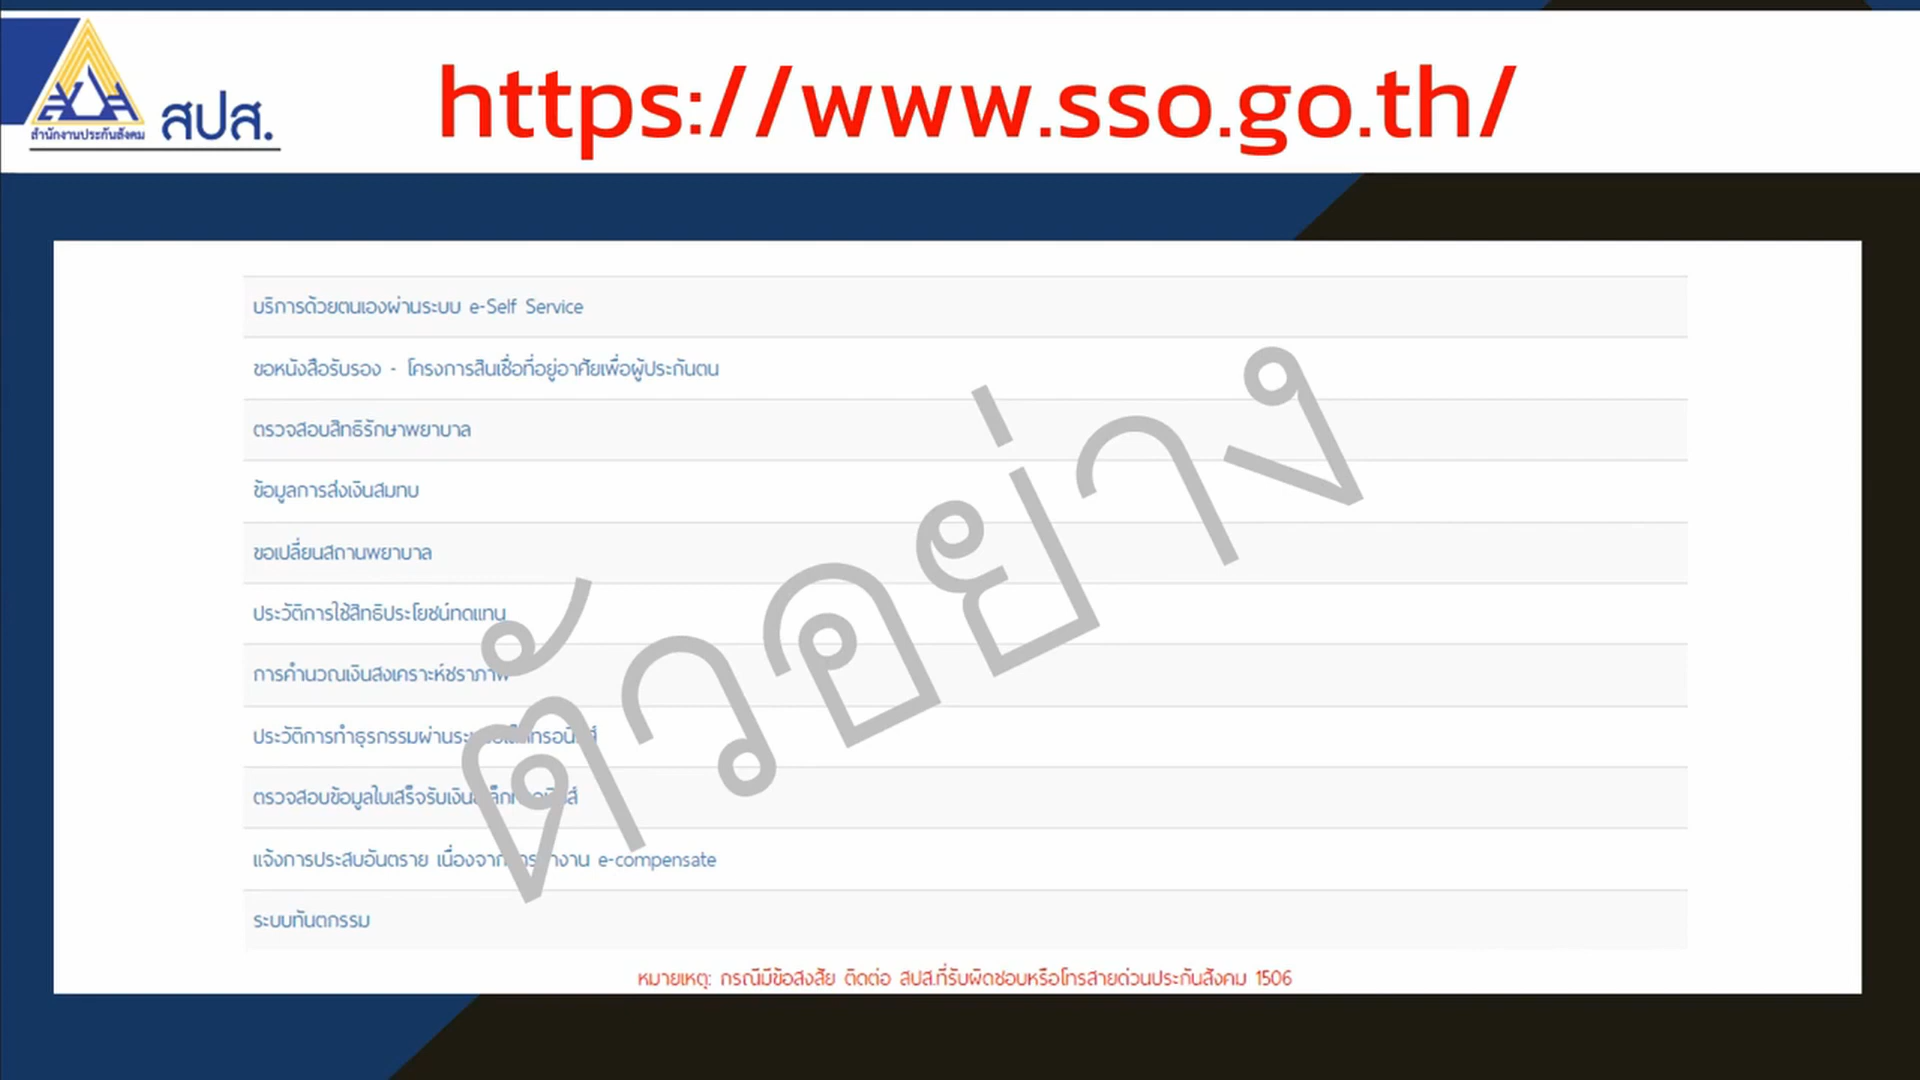 สำนักงานประกันสังคม
สปส.
https://www.sso.go.th/
บริการด้วยตนเองผ่านระบบ e-Self Service
ขอหนังสือรับรอง - โครงการสินเชื่อที่อยู่อาศัยเพื่อผู้ประกันตน
ตรวจสอบสิทธิรักษาพยาบาล
ข้อมูลการส่งเงินสมทบ
ขอเปลี่ยนสถานพยาบาล
ประวัติการใช้สิทธิประโยชน์ทดแทน
การคำนวณเงินสงเคราะห์ชราภาพ
ประวัติการทำธุรกรรมผ่านระบบอิเล็กทรอนิกส์
ตรวจสอบข้อมูลใบเสร็จรับเงินอิเล็กทรอนิกส์
แจ้งการประสบอันตราย เนื่องจากการทำงาน e-compensate
ระบบทันตกรรม
ตัวอย่าง
หมายเหตุ: กรณีมีข้อสงสัย ติดต่อ สปส.ที่รับผิดชอบหรือโทรสายด่วนประกันสังคม 1506